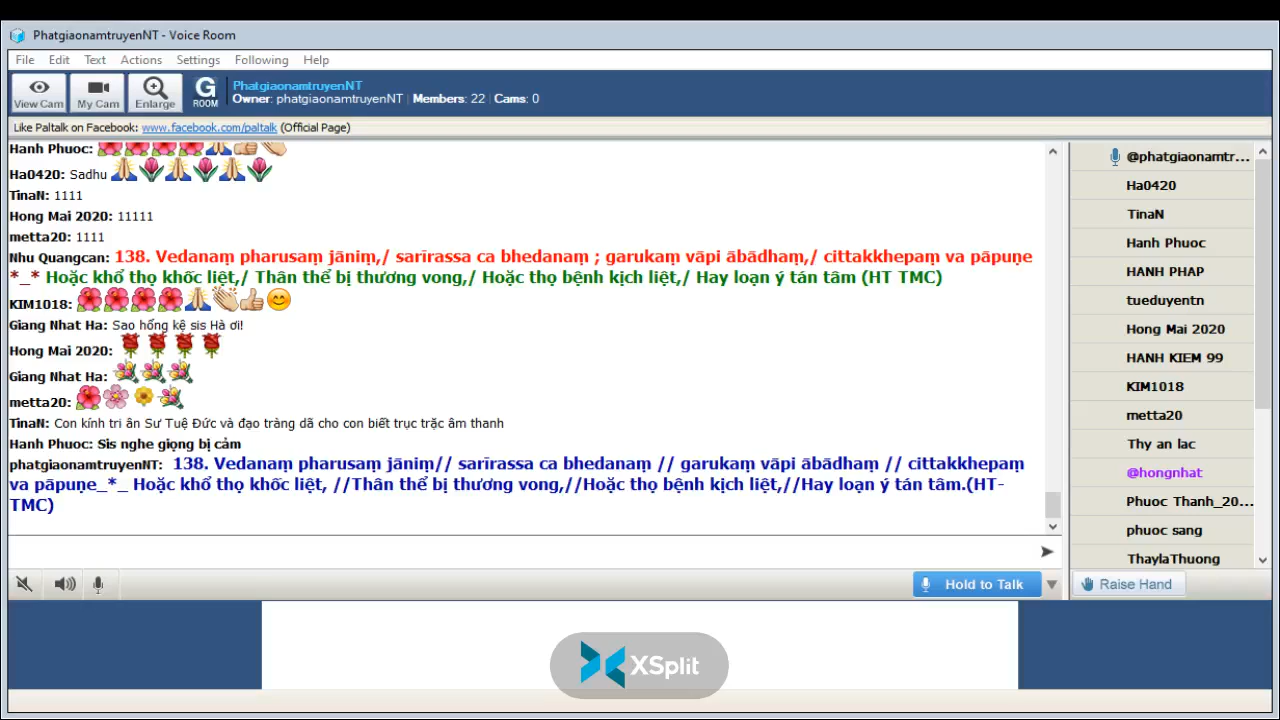 PhatgiaonamtruyenNT - Voice Room
File Edit Text Actions Settings Following Help
View Cam My Cam Enlarge G ROOM
PhatgiaonamtruyenNT
Owner: phatgiaonamtruyenNT | Members: 22 | Cams: 0
Like Paltalk on Facebook: www.facebook.com/paltalk (Official Page)
Hanh Phuoc:
Ha0420: Sadhu
TinaN: 1111
Hong Mai 2020: 11111
metta20: 1111
Nhu Quangcan: 138. Vedanaṃ pharusaṃ jāniṃ,/ sarīrassa ca bhedanaṃ ; garukaṃ vāpi ābādhaṃ,/ cittakkhepaṃ va pāpuṇe
*_* Hoặc khổ thọ khốc liệt,/ Thân thể bị thương vong,/ Hoặc thọ bệnh kịch liệt,/ Hay loạn ý tán tâm (HT TMC)
KIM1018:
Giang Nhat Ha: Sao hổng kệ sis Hà ơi!
Hong Mai 2020:
Giang Nhat Ha:
metta20:
TinaN: Con kính tri ân Sư Tuệ Đức và đạo tràng dã cho con biết trục trặc âm thanh
Hanh Phuoc: Sis nghe giọng bị cảm
phatgiaonamtruyenNT: 138. Vedanaṃ pharusaṃ jāniṃ// sarīrassa ca bhedanaṃ // garukaṃ vāpi ābādhaṃ // cittakkhepaṃ
va pāpuṇe_*_ Hoặc khổ thọ khốc liệt, //Thân thể bị thương vong,//Hoặc thọ bệnh kịch liệt,//Hay loạn ý tán tâm.(HT-
TMC)
Hold to Talk
@phatgiaonamtr...
Ha0420
TinaN
Hanh Phuoc
HANH PHAP
tueduyentn
Hong Mai 2020
HANH KIEM 99
KIM1018
metta20
Thy an lac
@hongnhat
Phuoc Thanh_20...
phuoc sang
ThaylaThuong
Raise Hand
XSplit